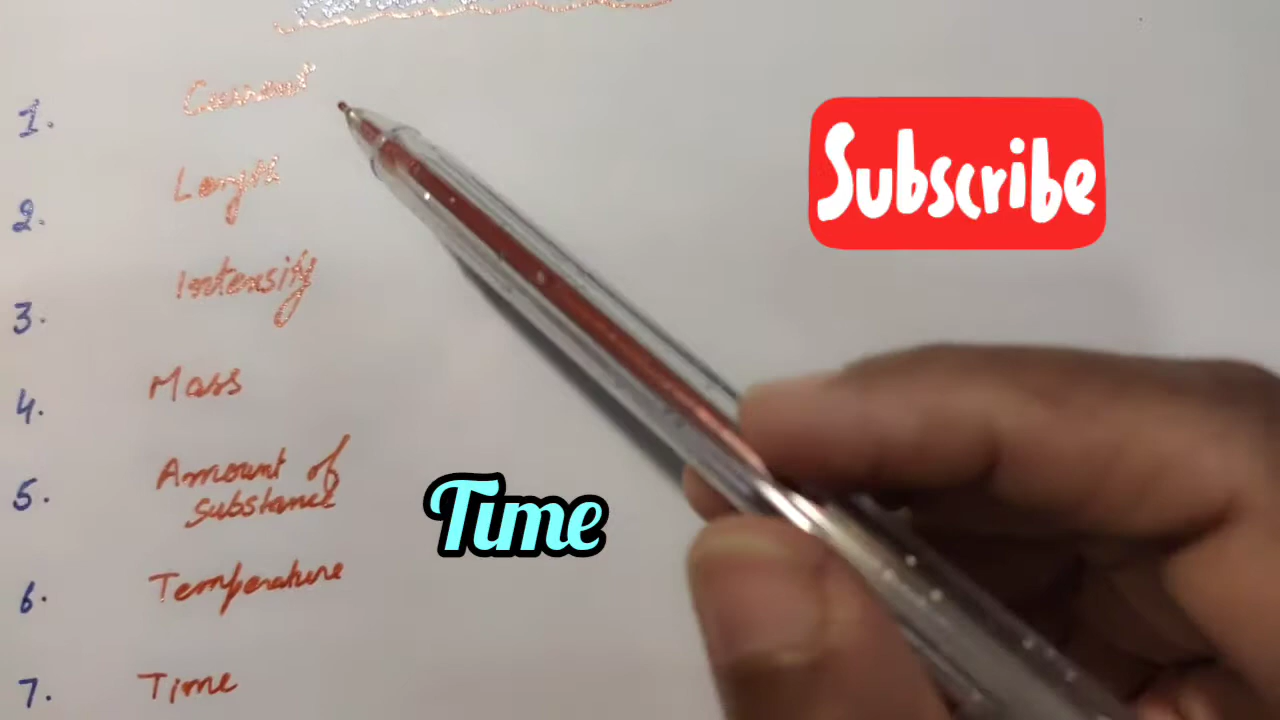 1. Current
2. Length
3. Intensity
4. Mass
5. Amount of
substance
6. Temperature
7. Time
Time
Subscribe